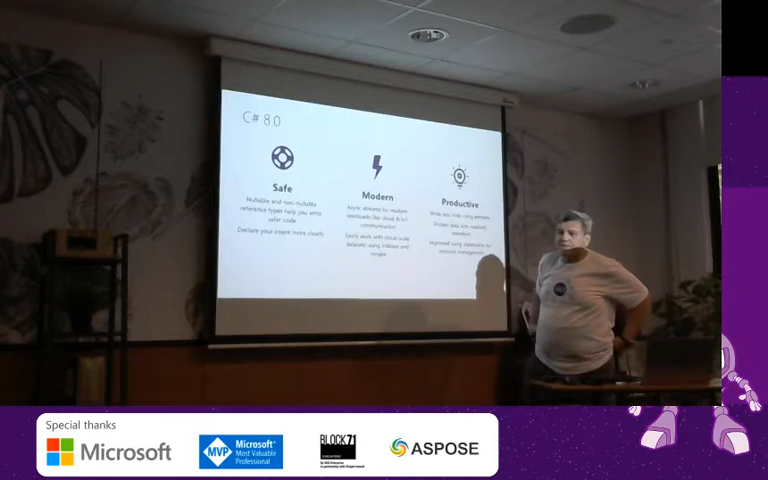 C# 8.0
Safe
Nullable and non-nullable
reference types help you write
safer code
Declare your intent more clearly
Modern
Async streams for modern
workloads like cloud & IoT
communication
Easily work with cloud scale
datasets using indexes and
ranges
Productive
Write less code using patterns
Protect data with readonly
members
Improved using statements for
resource management
Special thanks
Microsoft
MVP
Microsoft®
Most Valuable
Professional
BLOCK 71
ASPOSE